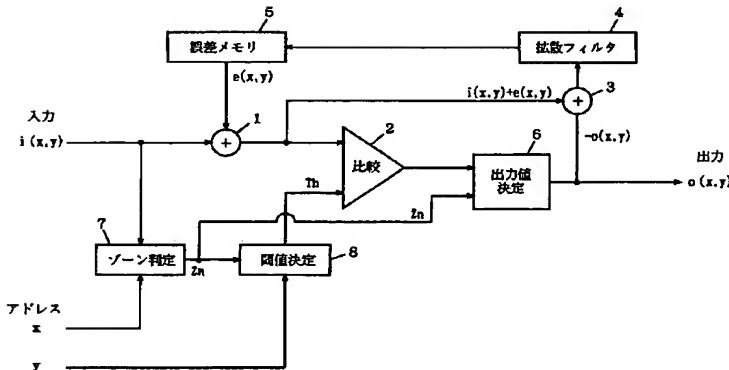 5
誤差メモリ
4
拡散フィルタ
e(x,y)
i(x,y)+e(x,y)
3
入力
i(x,y)
1
+
+
2
比較
-o(x,y)
6
出力値
決定
出力
o(x,y)
Th
Zn
7
ゾーン判定
Zn
閾値決定
8
アドレス
x
y